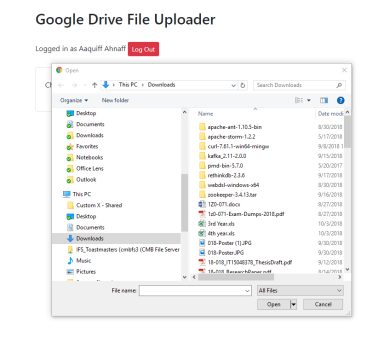 Google Drive File Uploader
Logged in as Aaquiff Ahnaff Log Out
Open
This PC > Downloads
Search Downloads
Organize
New folder
Desktop
Documents
Downloads
Favorites
Notebooks
Office Lens
Outlook
This PC
Custom X - Shared
Desktop
Documents
Downloads
IFS_Toastmasters (cmbfs3 (CMB File Server
Music
Pictures
Name Date modi
apache-ant-1.10.5-bin 8/30/2018
apache-storm-1.2.2 5/17/2018
curl-7.61.1-win64-mingw 9/8/2018 1
kafka_2.11-2.0.0 9/15/2018
pmd-bin-5.7.0 9/20/2017
rethinkdb-2.3.6 9/17/2018
webdsl-windows-x64 8/30/2018
zookeeper-3.4.13.tar 9/16/2018
1Z0-071.docx 8/27/2018
1z0-071-Exam-Dumps-2018.pdf 8/27/2018
3rd Year.xls 10/3/2018
4th year.xls 10/3/2018
018-Poster (1).JPG 9/30/2018
018-Poster.JPG 9/30/2018
18-018_IT15048378_ThesisDraft.pdf 9/12/2018
18-018_ResearchPaper.pdf 8/14/2018
File name:
All Files
Open
Cancel